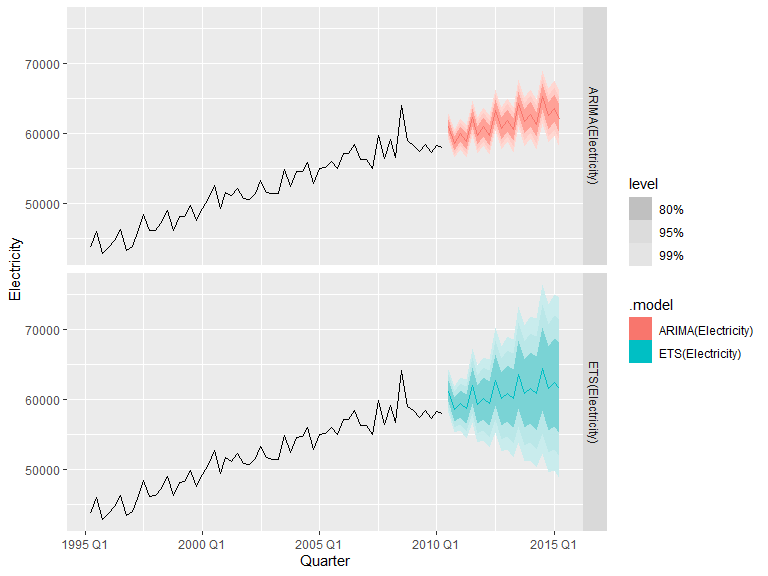 70000
60000
50000
ARIMA(Electricity)
Electricity
70000
60000
50000
ETS(Electricity)
1995 Q1
2000 Q1
2005 Q1
2010 Q1
2015 Q1
Quarter
level
80%
95%
99%
.model
ARIMA(Electricity)
ETS(Electricity)